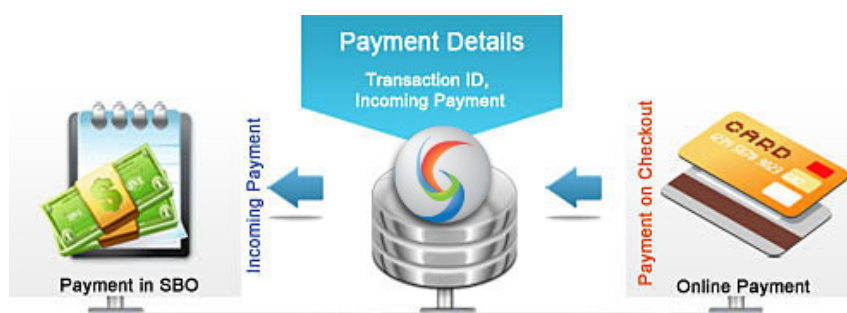 Payment Details
Transaction ID,
Incoming Payment
Incoming Payment
Payment on Checkout
CARD
Payment in SBO
Online Payment